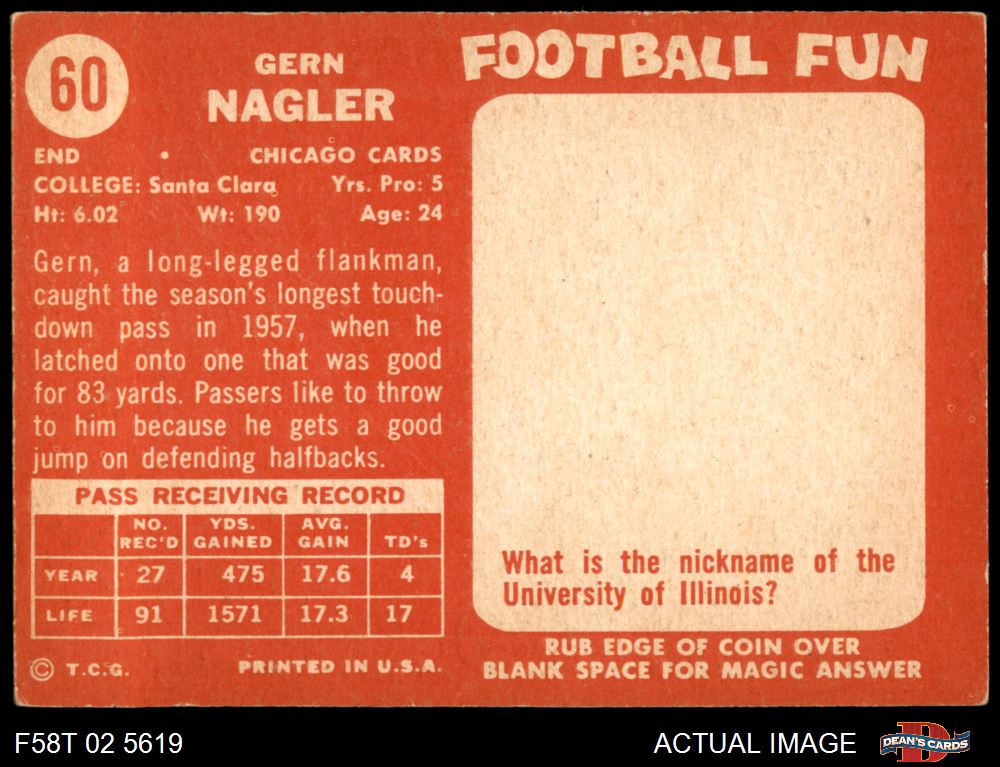 60
GERN
NAGLER
END • CHICAGO CARDS
COLLEGE: Santa Clara Yrs. Pro: 5
Ht: 6.02 Wt: 190 Age: 24
Gern, a long-legged flankman,
caught the season's longest touch-
down pass in 1957, when he
latched onto one that was good
for 83 yards. Passers like to throw
to him because he gets a good
jump on defending halfbacks.
PASS RECEIVING RECORD
NO. REC'D YDS. GAINED AVG. GAIN TD's
YEAR 27 475 17.6 4
LIFE 91 1571 17.3 17
© T.C.G. PRINTED IN U.S.A.
FOOTBALL FUN
What is the nickname of the
University of Illinois?
RUB EDGE OF COIN OVER
BLANK SPACE FOR MAGIC ANSWER
F58T 02 5619 ACTUAL IMAGE DEAN'S CARDS